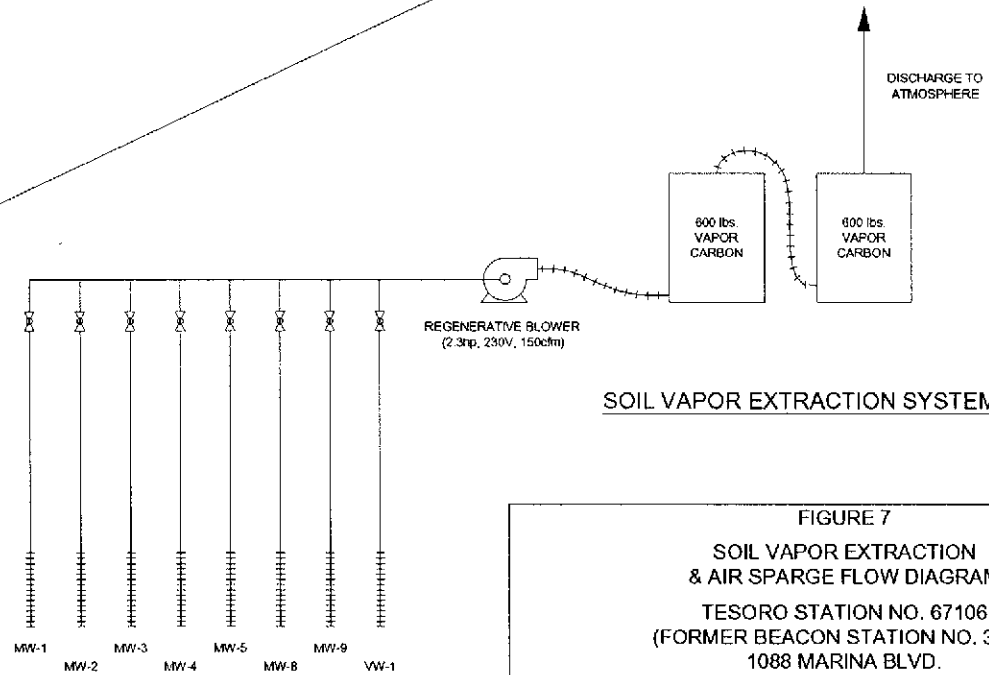 DISCHARGE TO
ATMOSPHERE
600 lbs.
VAPOR
CARBON
600 lbs.
VAPOR
CARBON
REGENERATIVE BLOWER
(2.3hp, 230V, 150cfm)
SOIL VAPOR EXTRACTION SYSTEM
MW-1
MW-2
MW-3
MW-4
MW-5
MW-8
MW-9
VW-1
FIGURE 7
SOIL VAPOR EXTRACTION
& AIR SPARGE FLOW DIAGRAM
TESORO STATION NO. 67106
(FORMER BEACON STATION NO.
1088 MARINA BLVD.